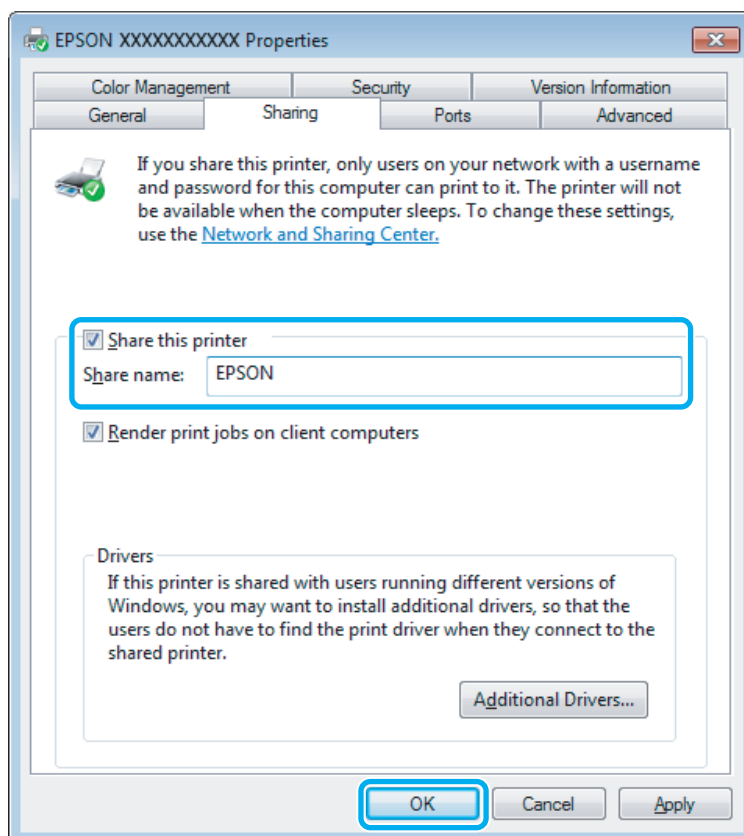 EPSON XXXXXXXXXXX Properties
Color Management Security Version Information
General Sharing Ports Advanced
If you share this printer, only users on your network with a username
and password for this computer can print to it. The printer will not
be available when the computer sleeps. To change these settings,
use the Network and Sharing Center.
Share this printer
Share name: EPSON
Render print jobs on client computers
Drivers
If this printer is shared with users running different versions of
Windows, you may want to install additional drivers, so that the
users do not have to find the print driver when they connect to the
shared printer.
Additional Drivers...
OK Cancel Apply